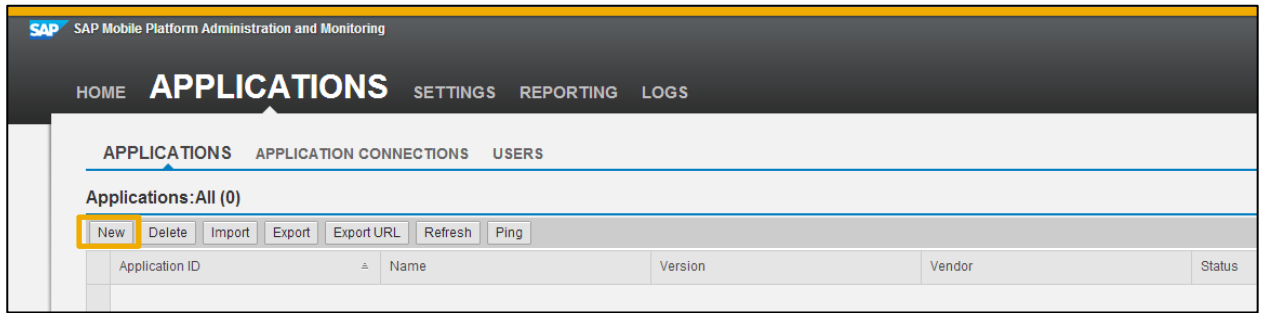 SAP SAP Mobile Platform Administration and Monitoring
HOME APPLICATIONS SETTINGS REPORTING LOGS
APPLICATIONS APPLICATION CONNECTIONS USERS
Applications:All (0)
New Delete Import Export Export URL Refresh Ping
Application ID Name Version Vendor Status